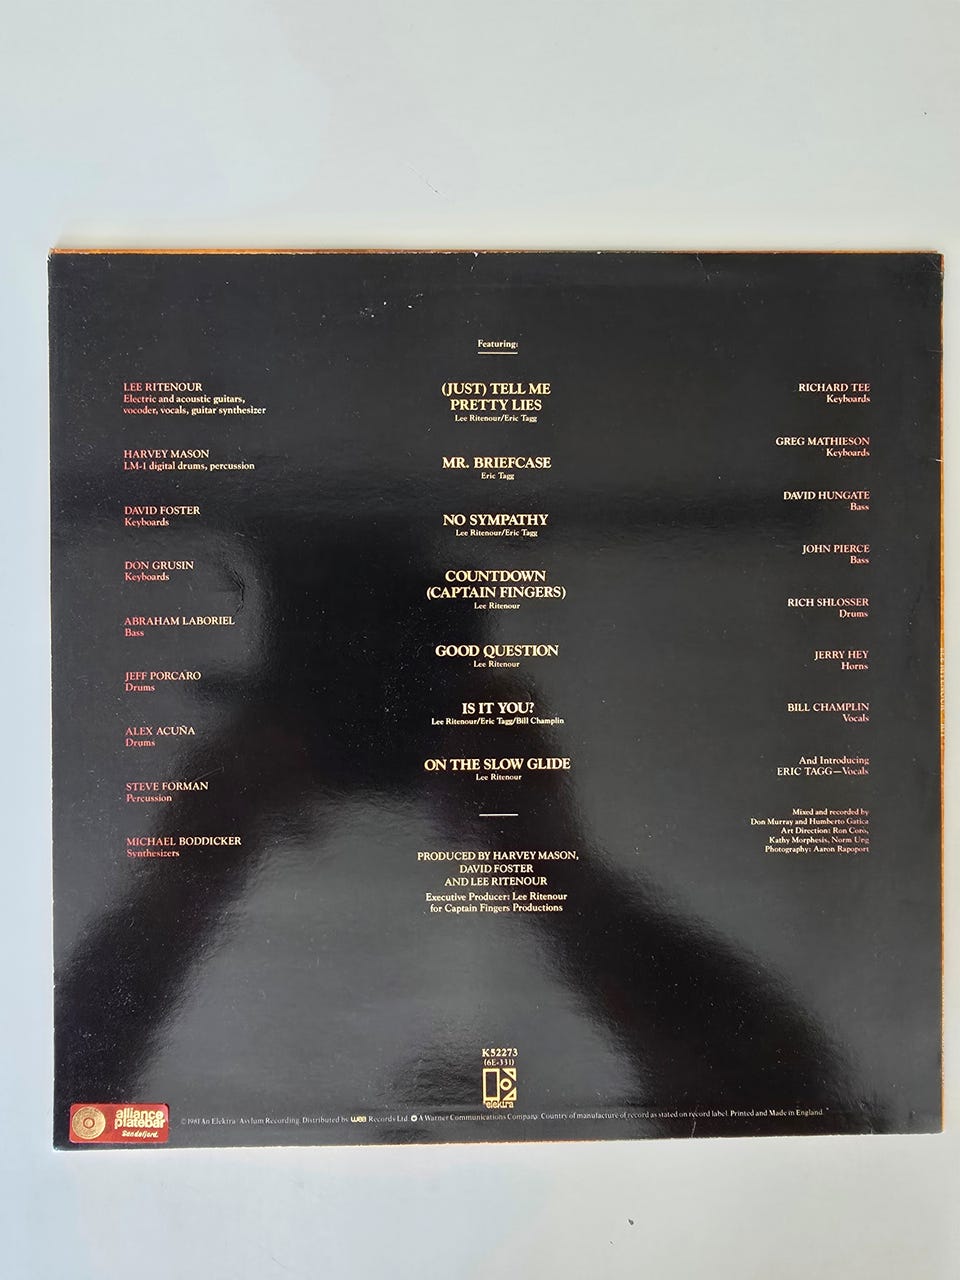 Featuring:
LEE RITENOUR
Electric and acoustic guitars,
vocoder, vocals, guitar synthesizer
HARVEY MASON
LM-1 digital drums, percussion
DAVID FOSTER
Keyboards
DON GRUSIN
Keyboards
ABRAHAM LABORIEL
Bass
JEFF PORCARO
Drums
ALEX ACUÑA
Drums
STEVE FORMAN
Percussion
MICHAEL BODDICKER
Synthesizers
(JUST) TELL ME
PRETTY LIES
Lee Ritenour/Eric Tagg
MR. BRIEFCASE
Eric Tagg
NO SYMPATHY
Lee Ritenour/Eric Tagg
COUNTDOWN
(CAPTAIN FINGERS)
Lee Ritenour
GOOD QUESTION
Lee Ritenour
IS IT YOU?
Lee Ritenour/Eric Tagg/Bill Champlin
ON THE SLOW GLIDE
Lee Ritenour
PRODUCED BY HARVEY MASON,
DAVID FOSTER
AND LEE RITENOUR
Executive Producer: Lee Ritenour
for Captain Fingers Productions
RICHARD TEE
Keyboards
GREG MATHIESON
Keyboards
DAVID HUNGATE
Bass
JOHN PIERCE
Bass
RICH SHLOSSER
Drums
JERRY HEY
Horns
BILL CHAMPLIN
Vocals
And Introducing
ERIC TAGG—Vocals
Mixed and recorded by
Don Murray and Humberto Gatica
Art Direction: Ron Coro,
Kathy Morphesis, Norm Ung
Photography: Aaron Rapoport
K52273
(6E-331)
elektra
alliance
platebar
Sandefjord.
© 1981 An Elektra/Asylum Recording. Distributed by wea Records Ltd. A Warner Communications Company. Country of manufacture of record as stated on record label. Printed and Made in England.